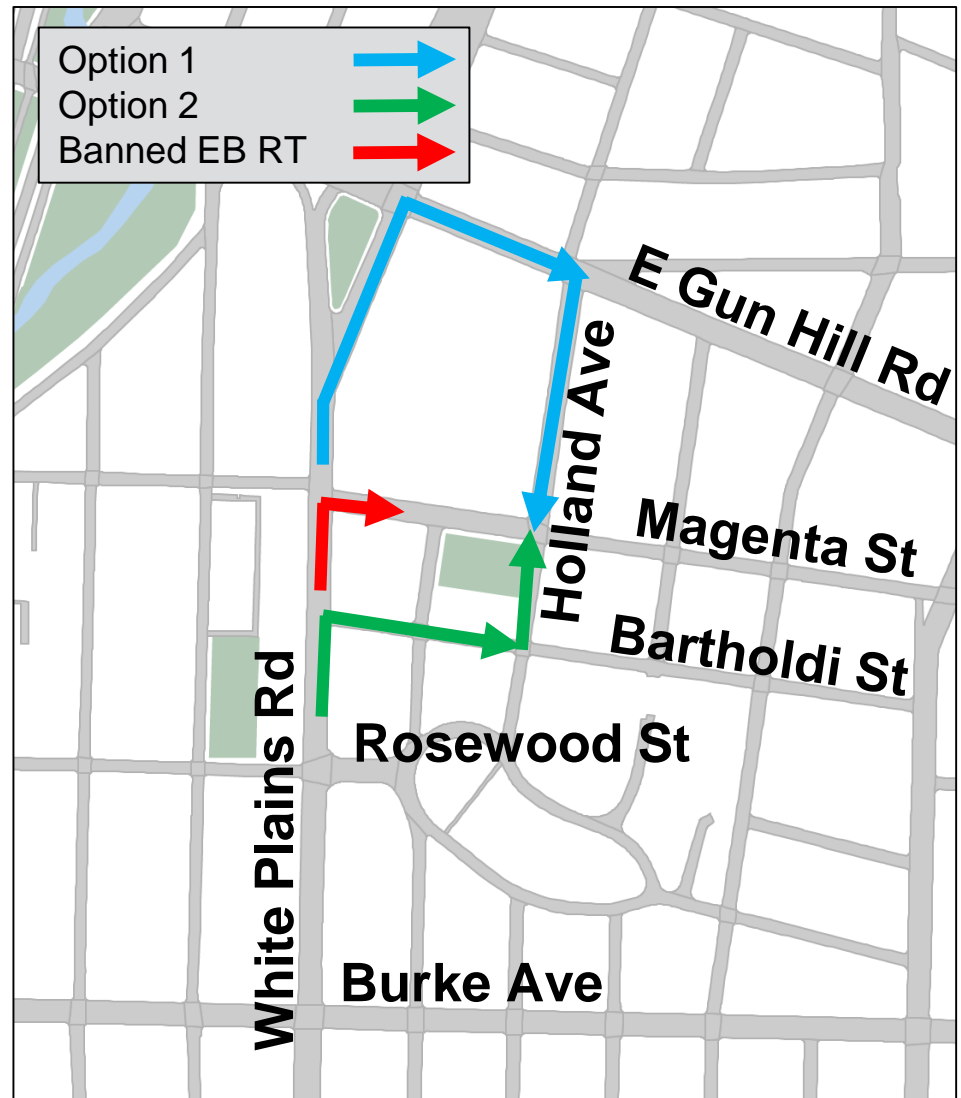 Option 1
Option 2
Banned EB RT
E Gun Hill Rd
Holland Ave
Magenta St
Bartholdi St
White Plains Rd
Rosewood St
Burke Ave